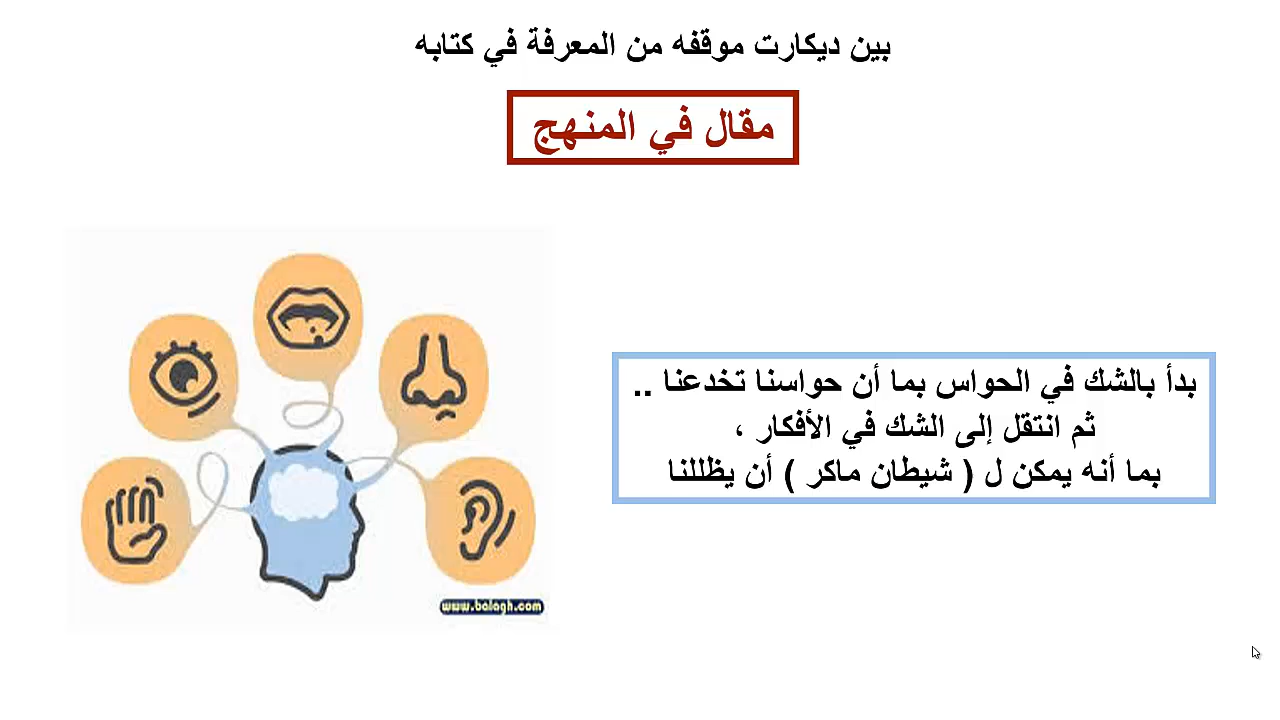 بين ديكارت موقفه من المعرفة في كتابه
مقال في المنهج
بدأ بالشك في الحواس بما أن حواسنا تخدعنا ..
ثم انتقل إلى الشك في الأفكار ،
بما أنه يمكن ل ( شيطان ماكر ) أن يظللنا
www.balagh.com